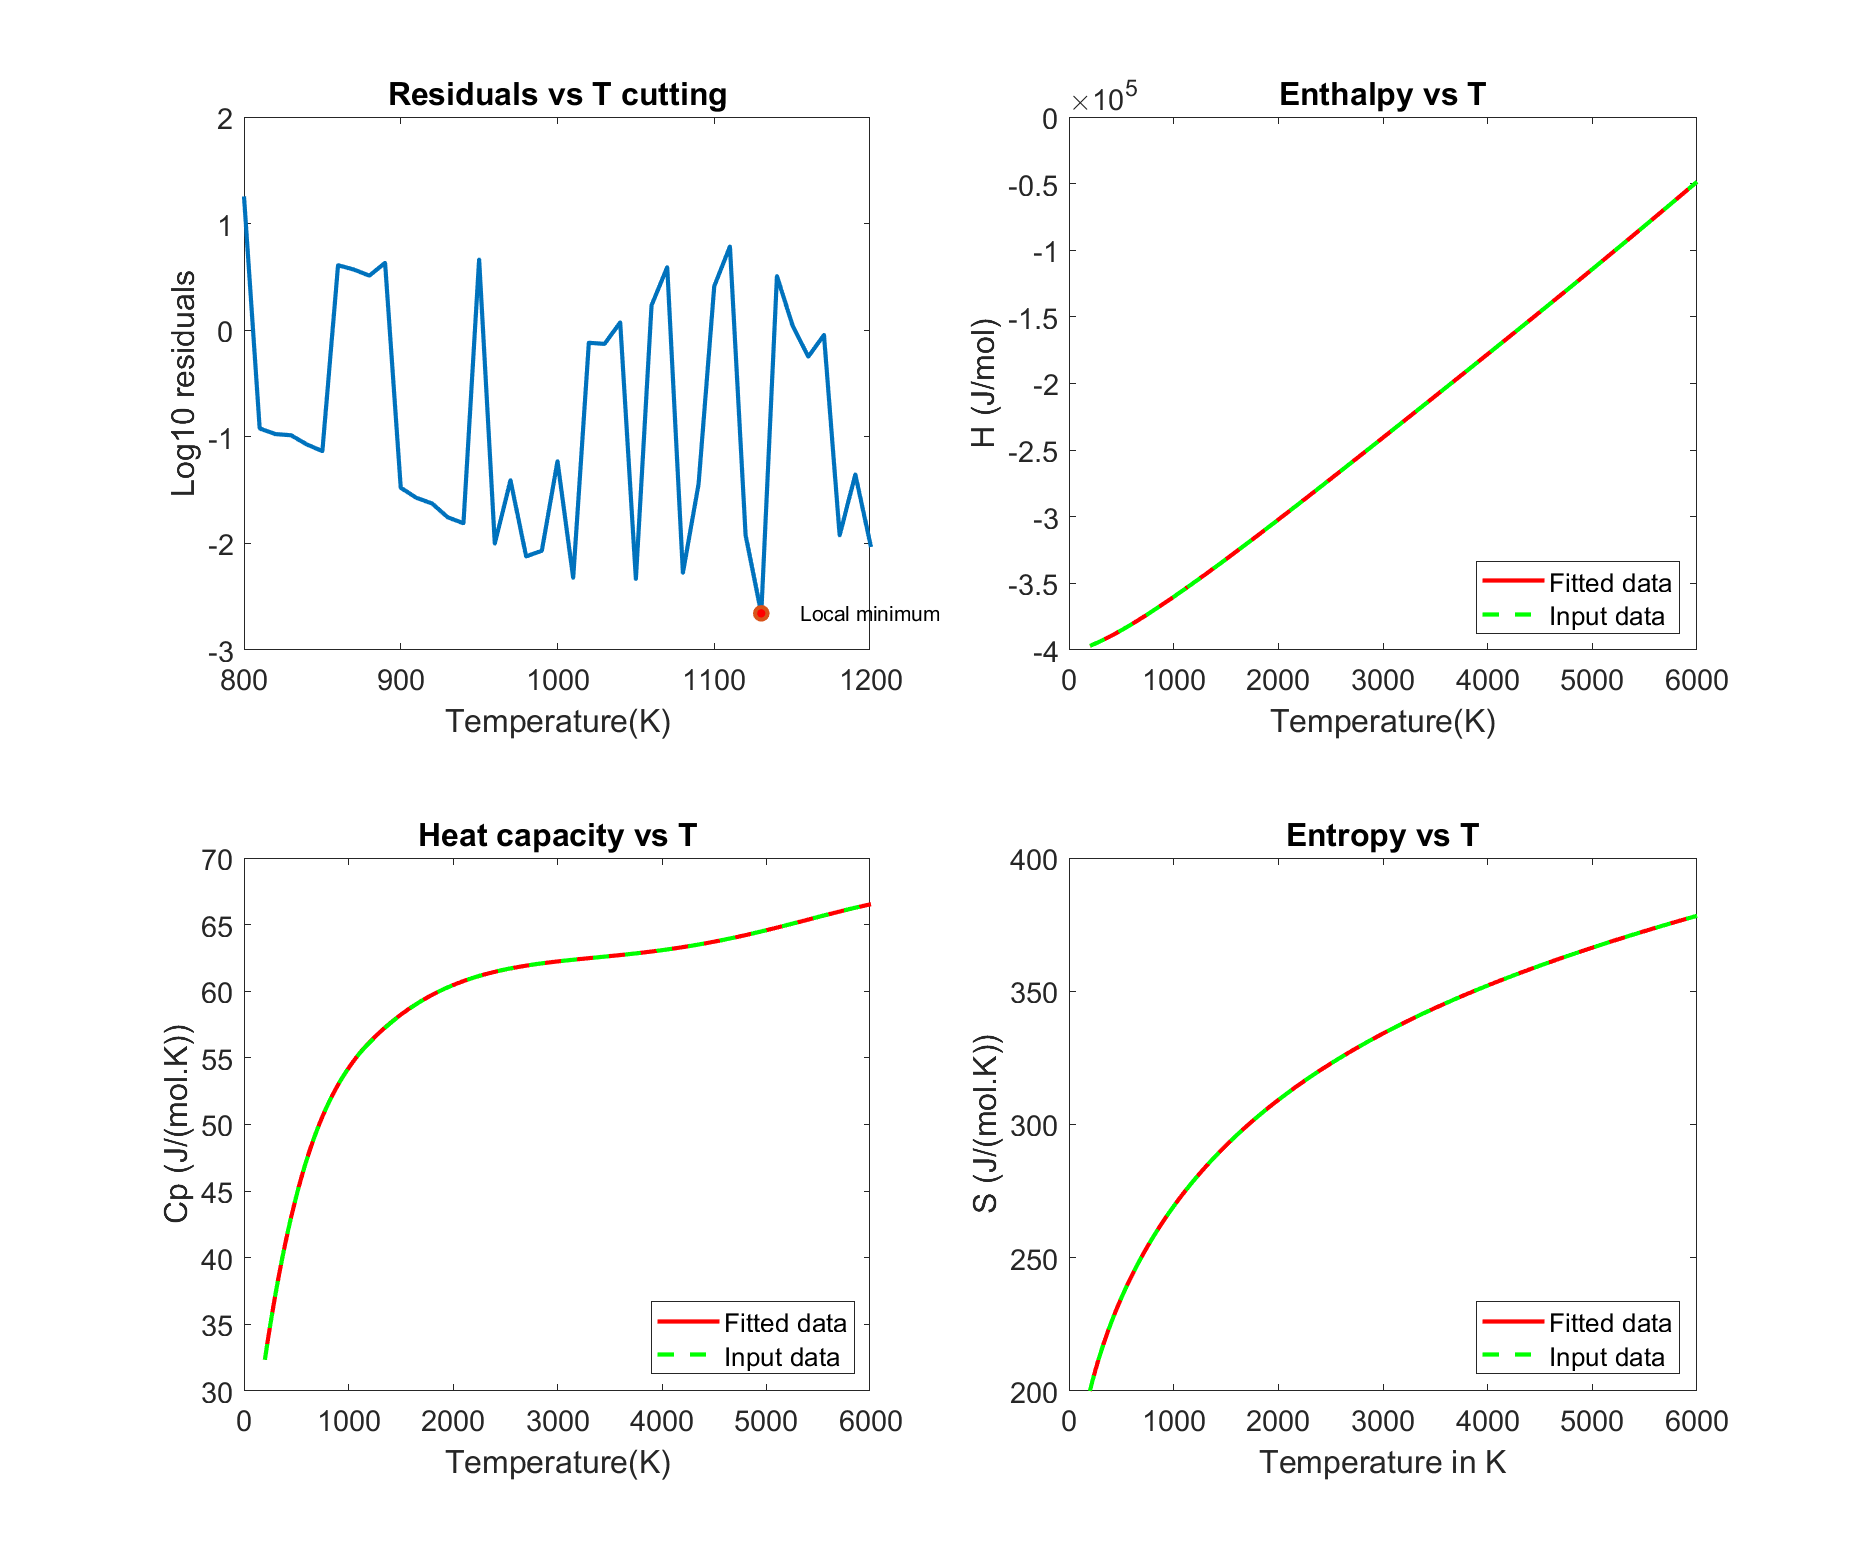 Residuals vs T cutting
2
1
0
-1
-2
-3
Log10 residuals
Local minimum
800 900 1000 1100 1200
Temperature(K)
Enthalpy vs T
×10^5
0
-0.5
-1
-1.5
-2
-2.5
-3
-3.5
-4
H (J/mol)
Fitted data
Input data
0 1000 2000 3000 4000 5000 6000
Temperature(K)
Heat capacity vs T
70
65
60
55
50
45
40
35
30
Cp (J/(mol.K))
Fitted data
Input data
0 1000 2000 3000 4000 5000 6000
Temperature(K)
Entropy vs T
400
350
300
250
200
S (J/(mol.K))
Fitted data
Input data
0 1000 2000 3000 4000 5000 6000
Temperature in K